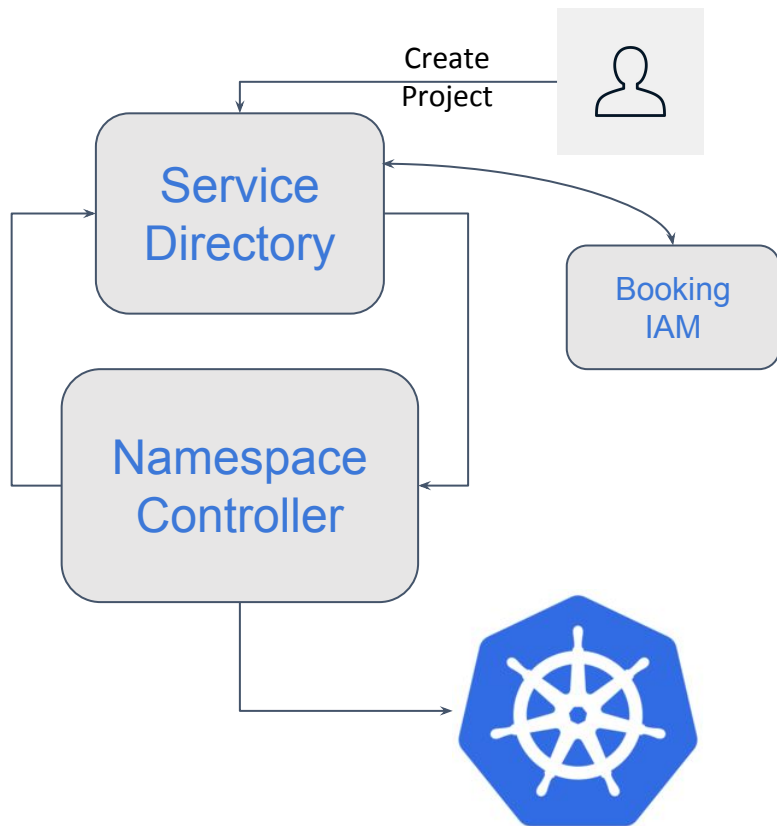 Create
Project
Service
Directory
Booking
IAM
Namespace
Controller